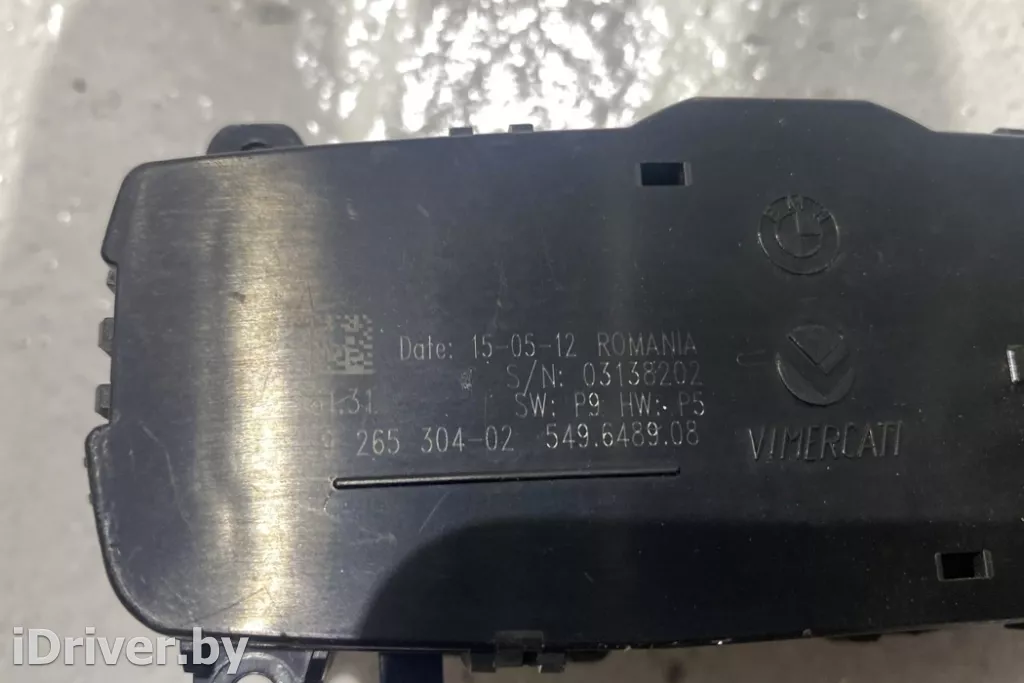 BMW
Date: 15-05-12 ROMANIA
S/N: 03138202
SW: P9 HW: P5
9 265 304-02 549.6489.08
VIMERCATI
iDriver.by